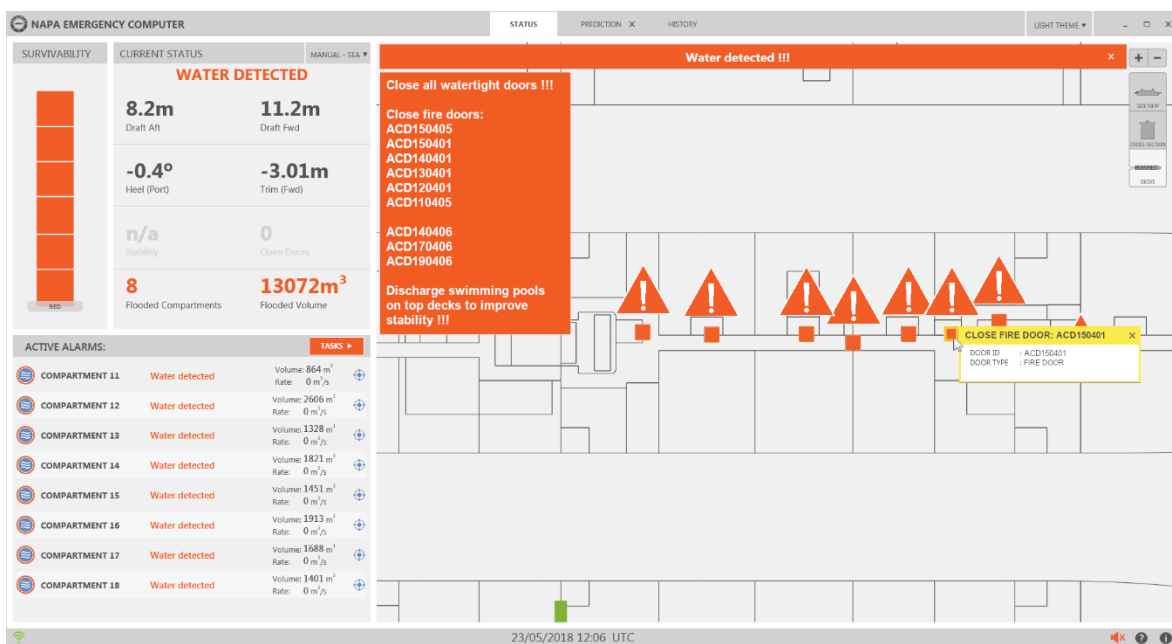 NAPA EMERGENCY COMPUTER
STATUS
PREDICTION ×
HISTORY
LIGHT THEME ▼
SURVIVABILITY
RED
CURRENT STATUS
MANUAL - SEA ▼
WATER DETECTED
8.2m
Draft Aft
11.2m
Draft Fwd
-0.4º
Heel (Port)
-3.01m
Trim (Fwd)
n/a
Stability
0
Open Doors
8
Flooded Compartments
13072m³
Flooded Volume
ACTIVE ALARMS:
TASKS ▶
COMPARTMENT 11 Water detected Volume: 864 m³
Rate: 0 m³/s
COMPARTMENT 12 Water detected Volume: 2606 m³
Rate: 0 m³/s
COMPARTMENT 13 Water detected Volume: 1328 m³
Rate: 0 m³/s
COMPARTMENT 14 Water detected Volume: 1821 m³
Rate: 0 m³/s
COMPARTMENT 15 Water detected Volume: 1451 m³
Rate: 0 m³/s
COMPARTMENT 16 Water detected Volume: 1913 m³
Rate: 0 m³/s
COMPARTMENT 17 Water detected Volume: 1688 m³
Rate: 0 m³/s
COMPARTMENT 18 Water detected Volume: 1401 m³
Rate: 0 m³/s
Water detected !!!
Close all watertight doors !!!
Close fire doors:
ACD150405
ACD150401
ACD140401
ACD130401
ACD120401
ACD110405
ACD140406
ACD170406
ACD190406
Discharge swimming pools
on top decks to improve
stability !!!
CLOSE FIRE DOOR: ACD150401
DOOR ID : ACD150401
DOOR TYPE : FIRE DOOR
SIDE VIEW
CROSS-SECTION
DECKS
23/05/2018 12:06 UTC